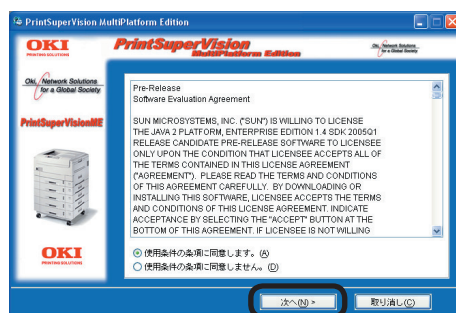 PrintSuperVision MultiPlatform Edition
OKI
PRINTING SOLUTIONS
PrintSuperVision
MultiPlatform Edition
Oki, Network Solutions
for a Global Society
Oki, Network Solutions
for a Global Society
PrintSuperVisionME
OKI
PRINTING SOLUTIONS
Pre-Release
Software Evaluation Agreement
SUN MICROSYSTEMS, INC. ("SUN") IS WILLING TO LICENSE
THE JAVA 2 PLATFORM, ENTERPRISE EDITION 1.4 SDK 2005Q1
RELEASE CANDIDATE PRE-RELEASE SOFTWARE TO LICENSEE
ONLY UPON THE CONDITION THAT LICENSEE ACCEPTS ALL OF
THE TERMS CONTAINED IN THIS LICENSE AGREEMENT
("AGREEMENT"). PLEASE READ THE TERMS AND CONDITIONS
OF THIS AGREEMENT CAREFULLY. BY DOWNLOADING OR
INSTALLING THIS SOFTWARE, LICENSEE ACCEPTS THE TERMS
AND CONDITIONS OF THIS LICENSE AGREEMENT. INDICATE
ACCEPTANCE BY SELECTING THE "ACCEPT" BUTTON AT THE
BOTTOM OF THIS AGREEMENT. IF LICENSEE IS NOT WILLING
使用条件の条項に同意します。(A)
使用条件の条項に同意しません。(D)
次へ(N) >
取り消し(C)